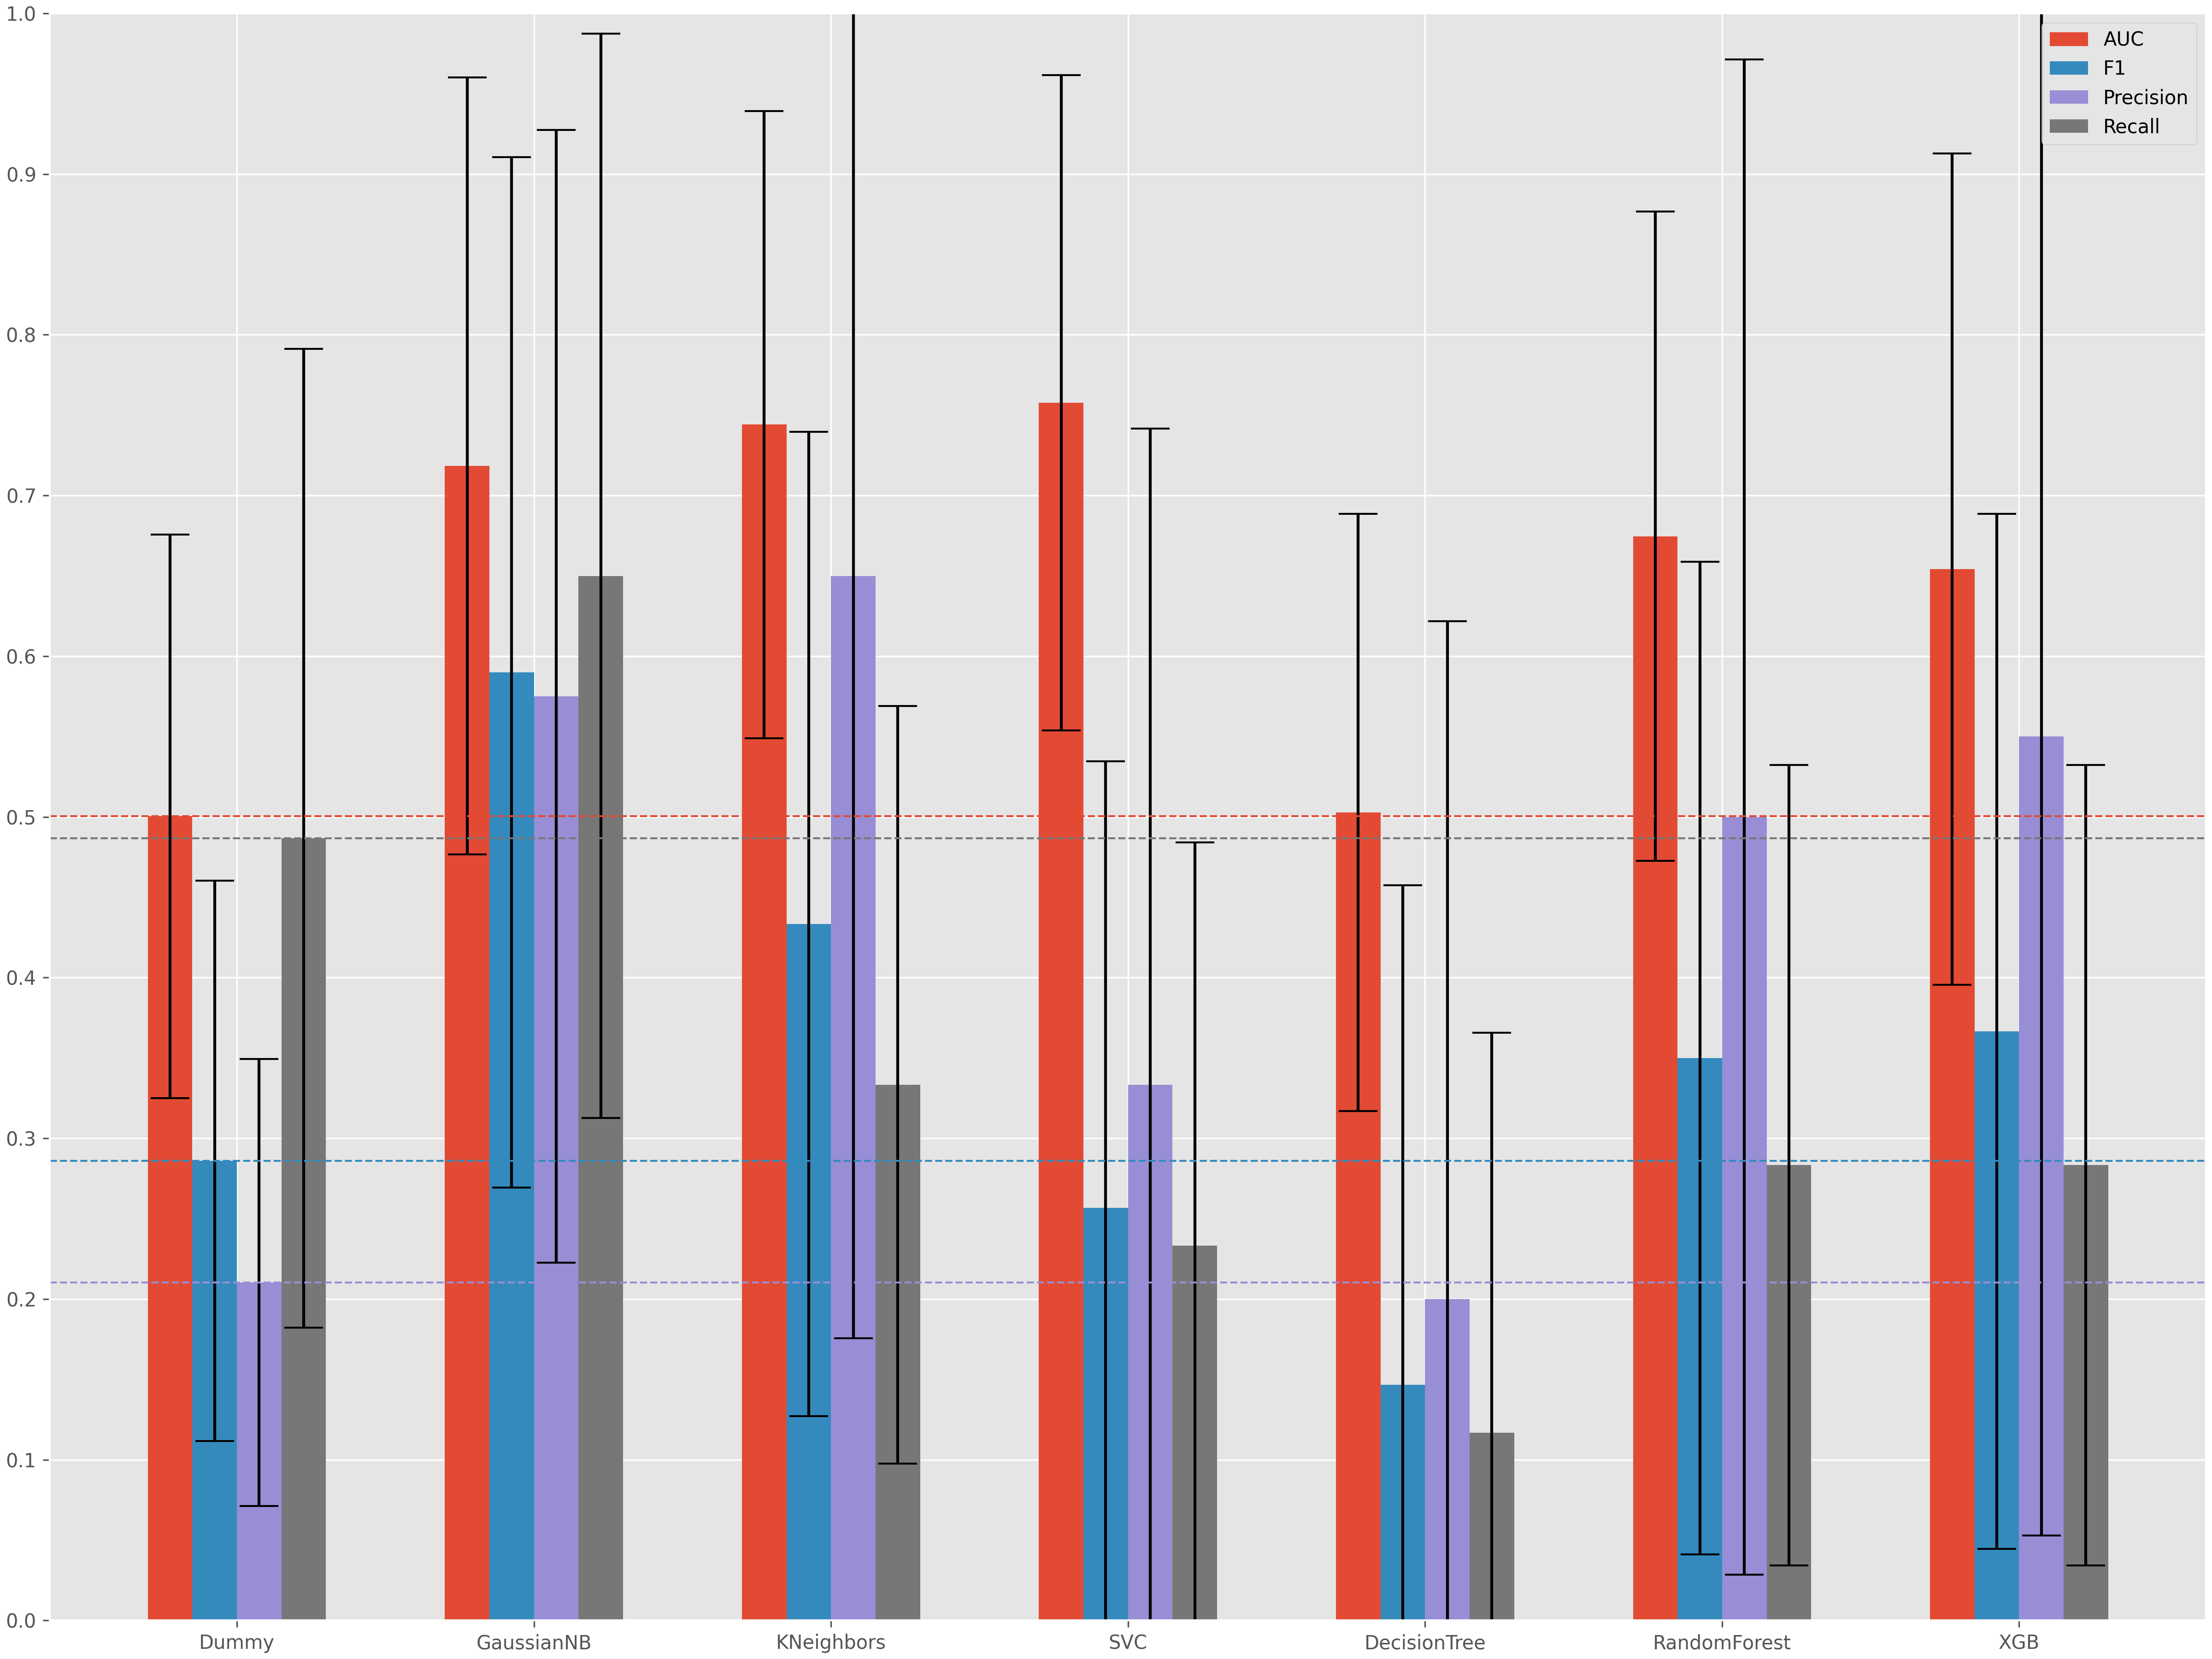 1.0
0.9
0.8
0.7
0.6
0.5
0.4
0.3
0.2
0.1
0.0
AUC
F1
Precision
Recall
Dummy GaussianNB KNeighbors SVC DecisionTree RandomForest XGB